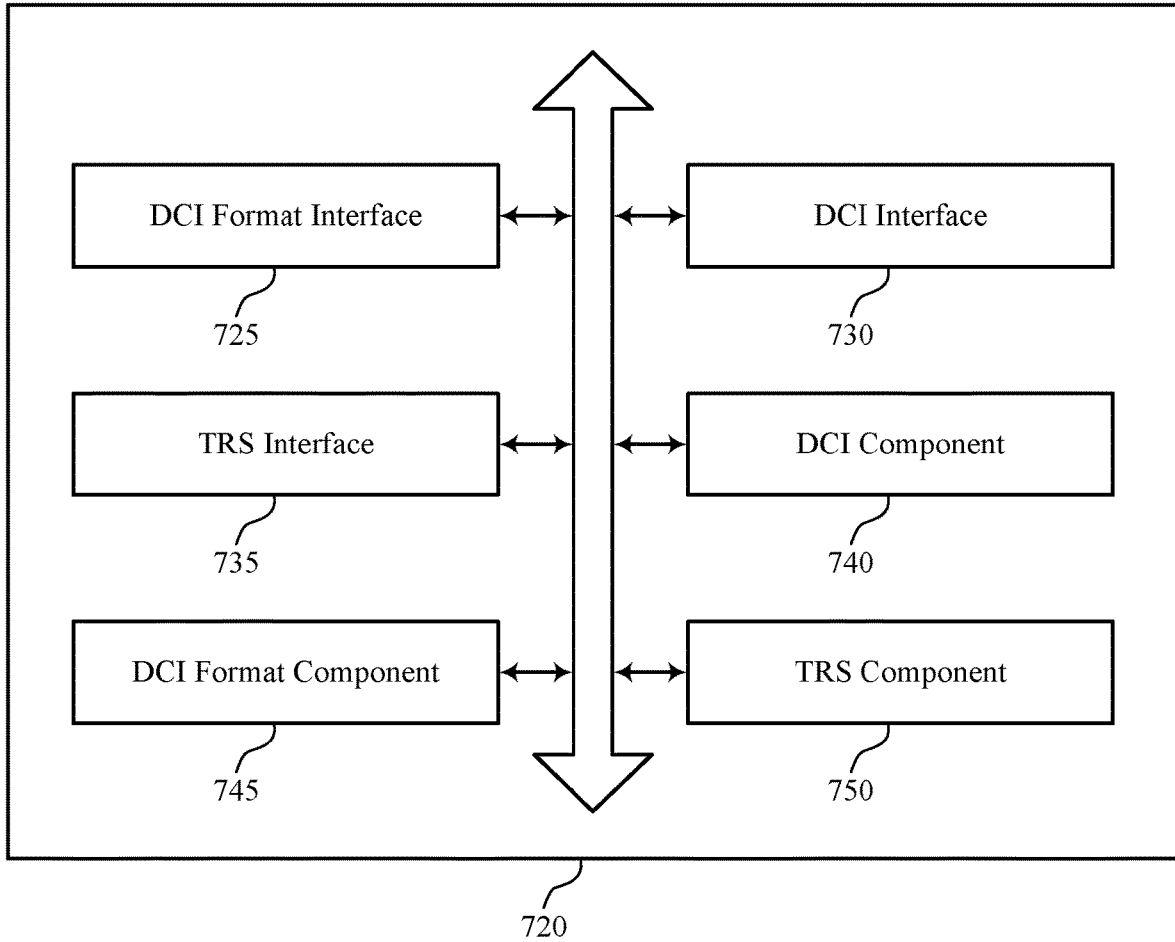 DCI Format Interface
DCI Interface
725
730
TRS Interface
DCI Component
735
740
DCI Format Component
TRS Component
745
750
720